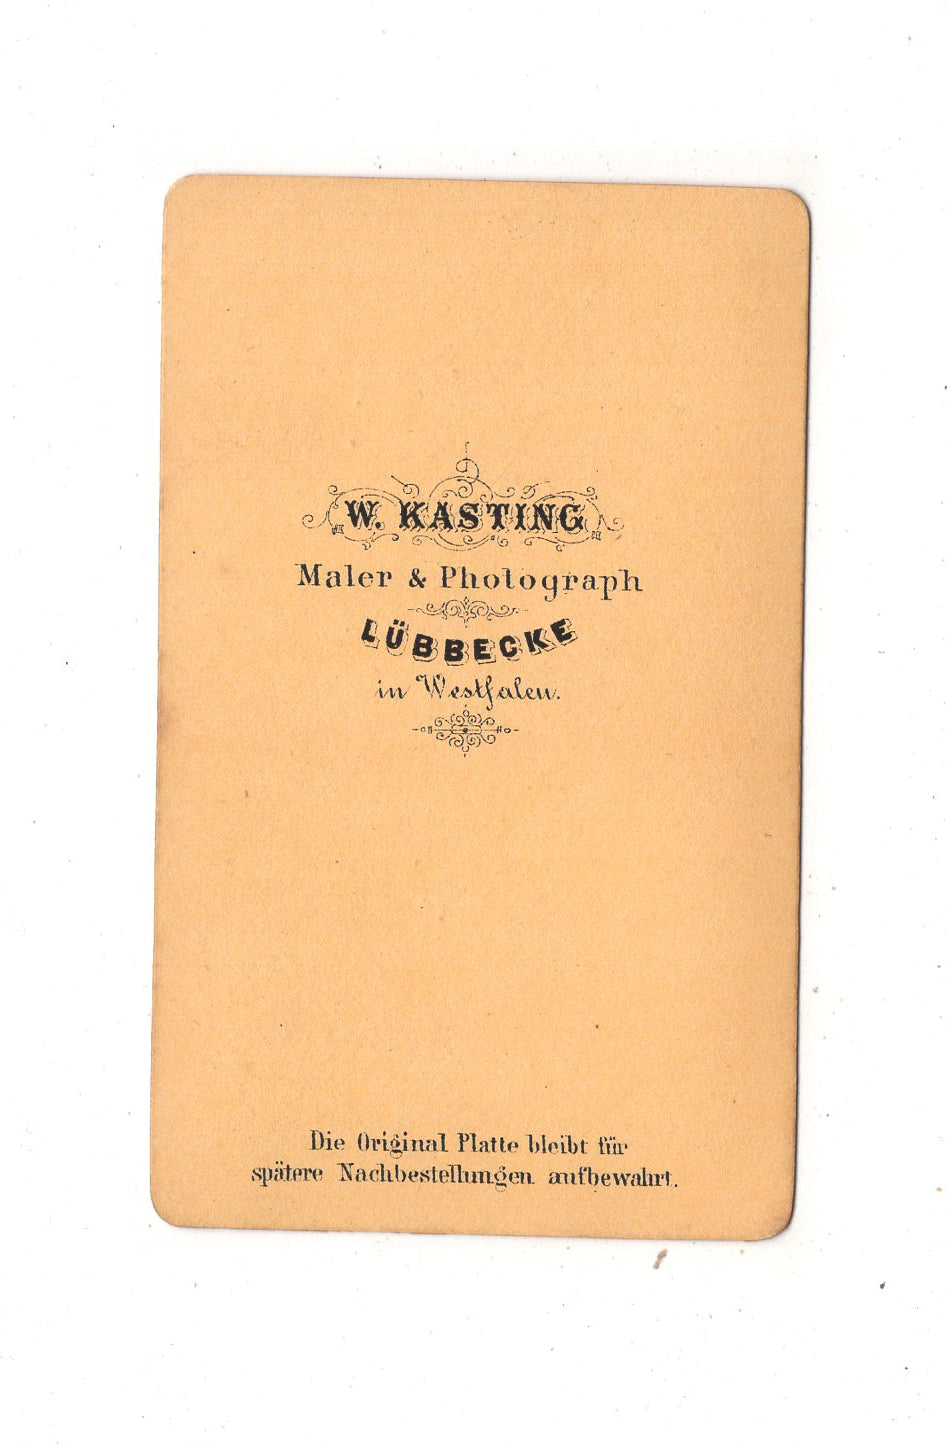 W. KASTING
Maler & Photograph
LÜBBECKE
in Westfalen.
Die Original Platte bleibt für
spätere Nachbestellungen aufbewahrt.